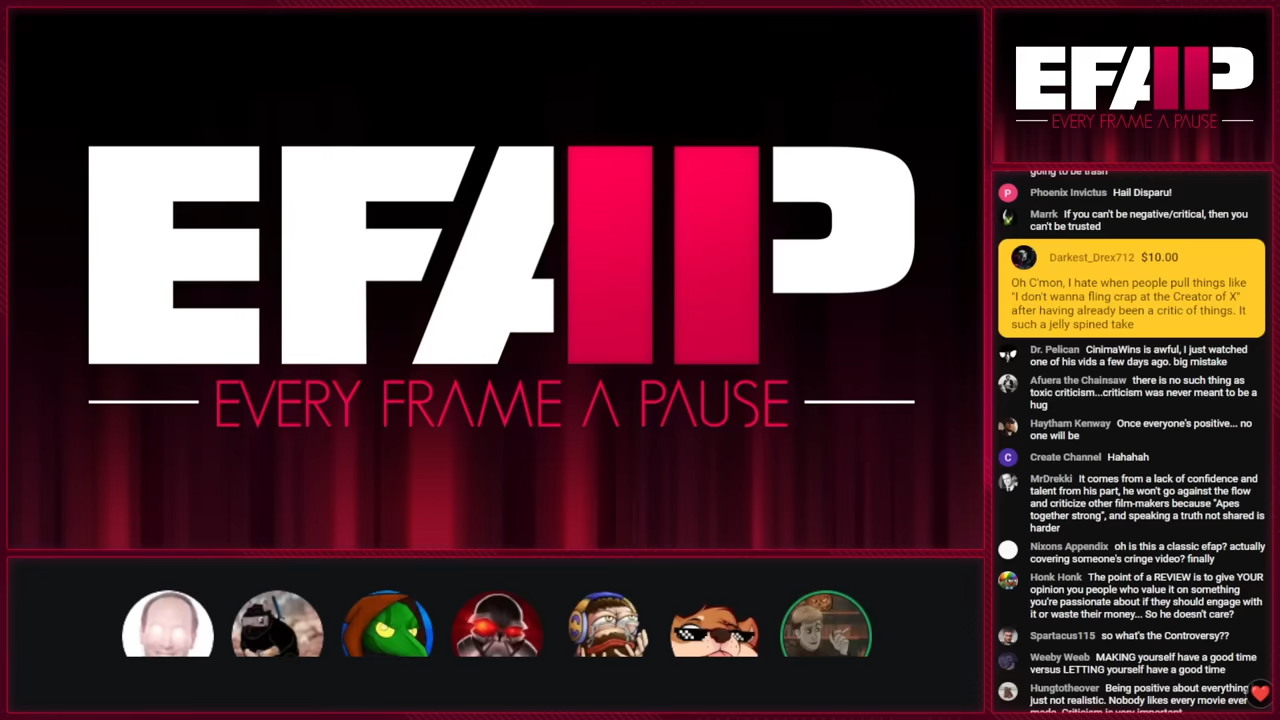 EFAP
EVERY FRAME A PAUSE
EFAP
EVERY FRAME A PAUSE
going to be trash
P Phoenix Invictus Hail Disparu!
Marrk If you can't be negative/critical, then you
can't be trusted
Darkest_Drex712 $10.00
Oh C'mon, I hate when people pull things like
"I don't wanna fling crap at the Creator of X"
after having already been a critic of things. It
such a jelly spined take
Dr. Pelican CinimaWins is awful, I just watched
one of his vids a few days ago. big mistake
Afuera the Chainsaw there is no such thing as
toxic criticism...criticism was never meant to be a
hug
Haytham Kenway Once everyone's positive... no
one will be
C Create Channel Hahahah
MrDrekki It comes from a lack of confidence and
talent from his part, he won't go against the flow
and criticize other film-makers because "Apes
together strong", and speaking a truth not shared is
harder
Nixons Appendix oh is this a classic efap? actually
covering someone's cringe video? finally
Honk Honk The point of a REVIEW is to give YOUR
opinion you people who value it on something
you're passionate about if they should engage with
it or waste their money... So he doesn't care?
Spartacus115 so what's the Controversy??
Weeby Weeb MAKING yourself have a good time
versus LETTING yourself have a good time
Hungtotheover Being positive about everything
just not realistic. Nobody likes every movie ever
made. Criticism is very important